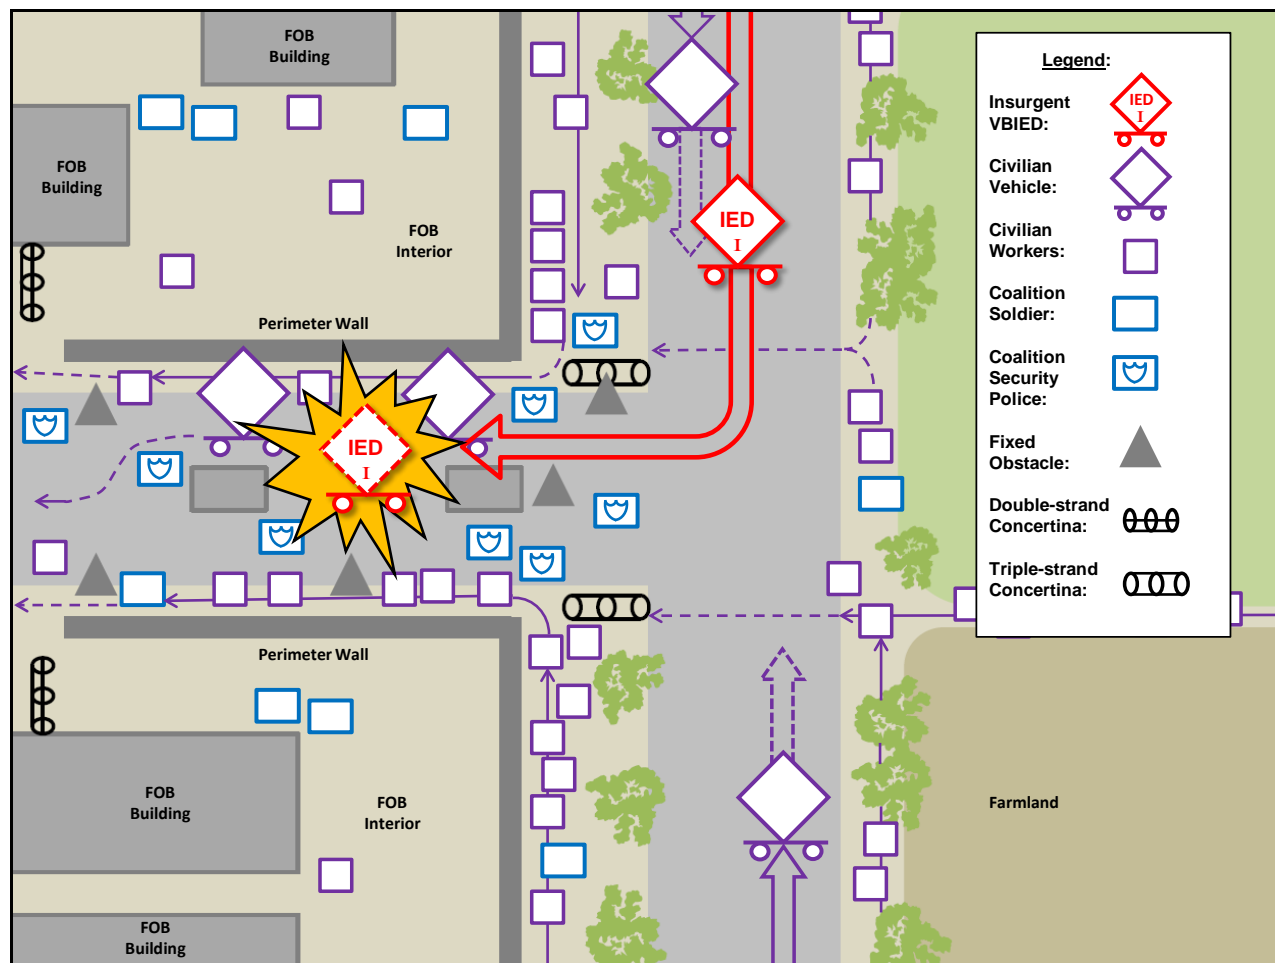 FOB
Building
FOB
Building
FOB
Interior
Perimeter Wall
IED
I
IED
I
Perimeter Wall
FOB
Building
FOB
Interior
FOB
Building
Farmland
Legend:
Insurgent
VBIED:
IED
I
Civilian
Vehicle:
Civilian
Workers:
Coalition
Soldier:
Coalition
Security
Police:
Fixed
Obstacle:
Double-strand
Concertina:
Triple-strand
Concertina: